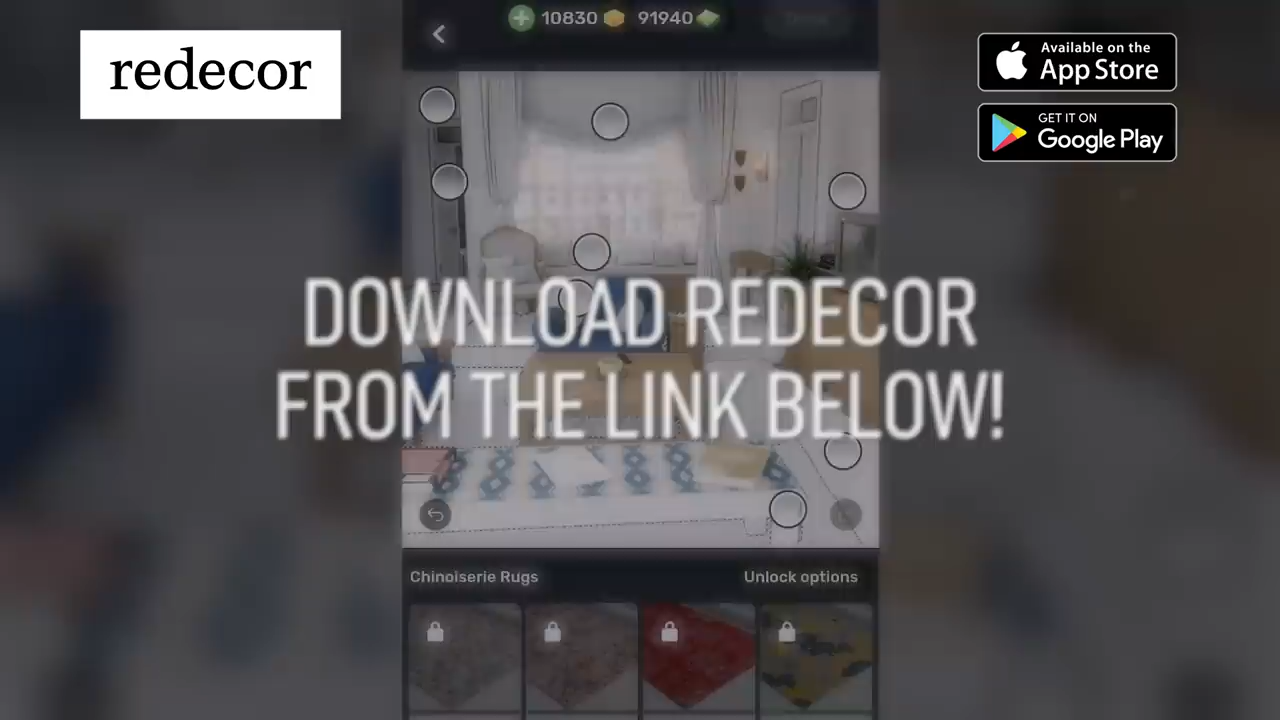 10830 91940
redecor
Available on the
App Store
GET IT ON
Google Play
DOWNLOAD REDECOR
FROM THE LINK BELOW!
Chinoiserie Rugs Unlock options